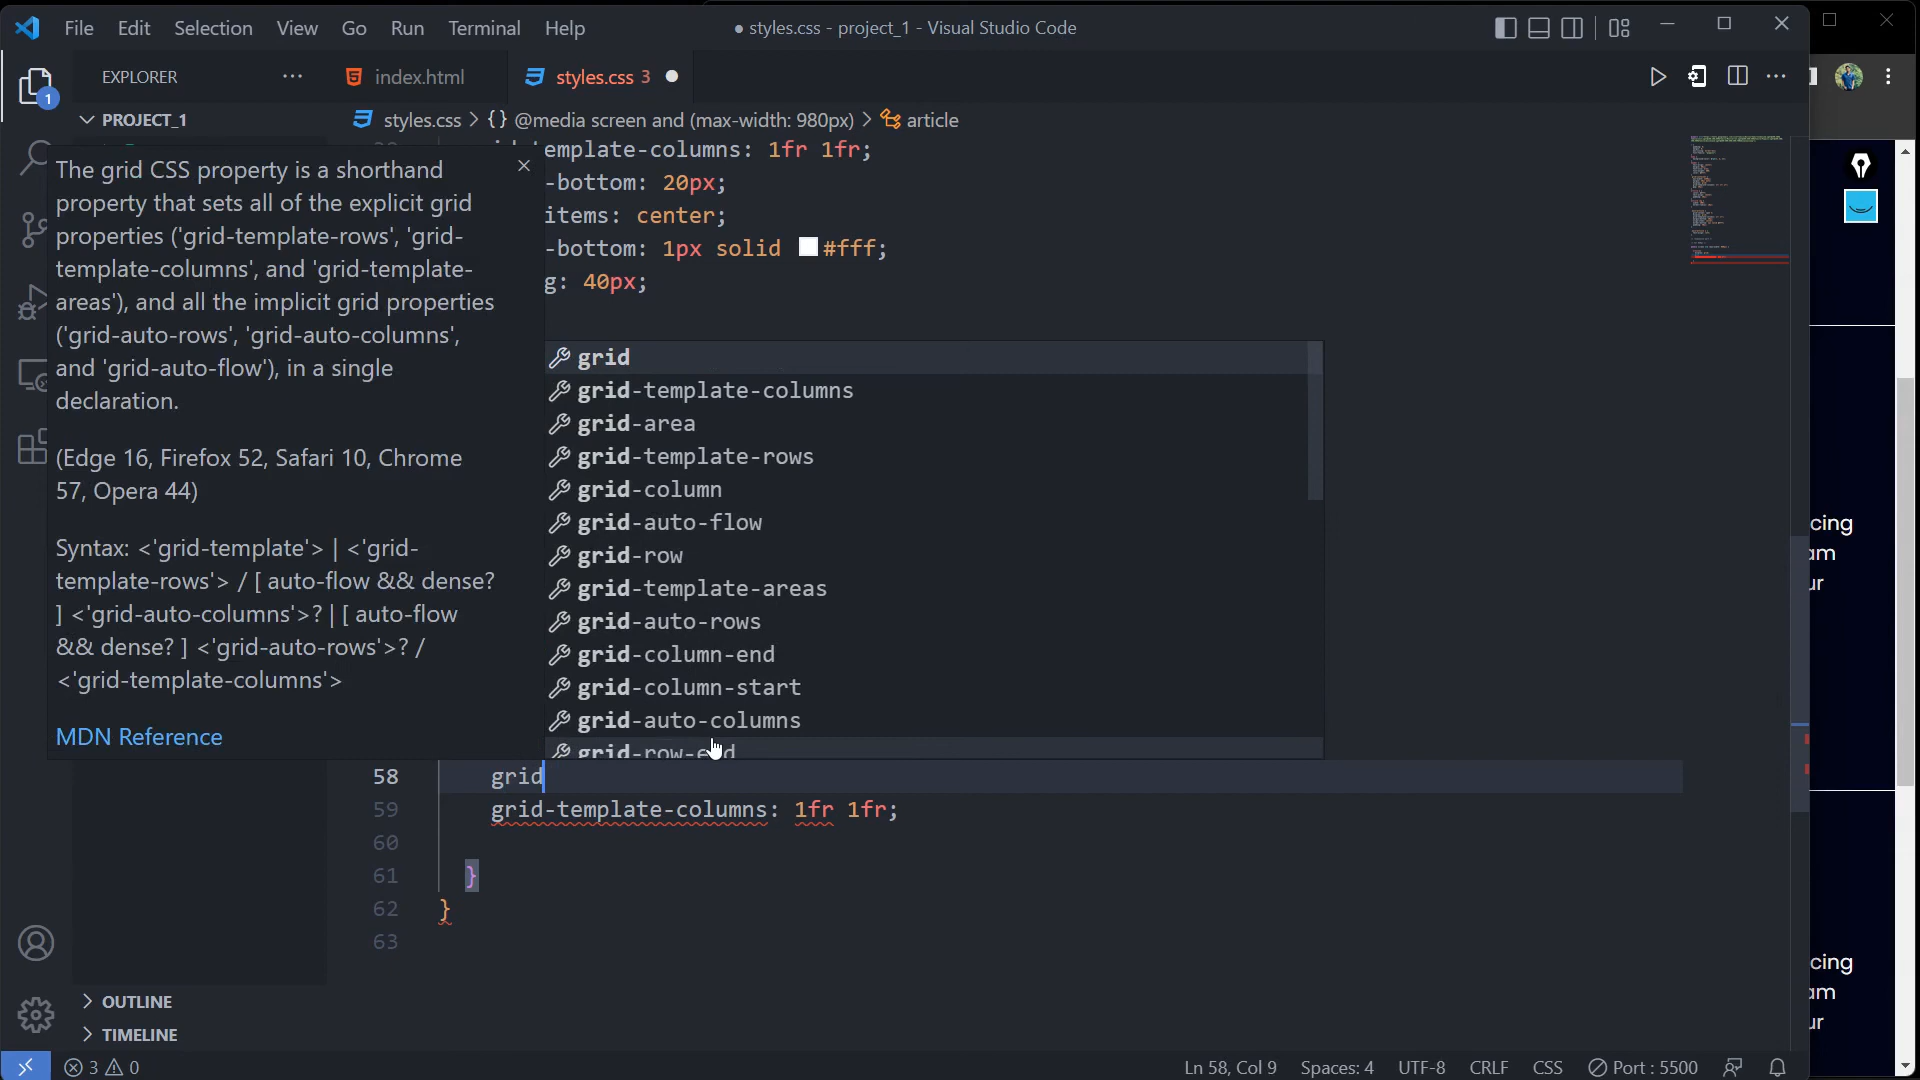 File Edit Selection View Go Run Terminal Help
● styles.css - project_1 - Visual Studio Code
EXPLORER ...
index.html
styles.css 3 ●
1
PROJECT_1
styles.css > {} @media screen and (max-width: 980px) > article
emplate-columns: 1fr 1fr;
-bottom: 20px;
items: center;
-bottom: 1px solid #fff;
g: 40px;
The grid CSS property is a shorthand
property that sets all of the explicit grid
properties ('grid-template-rows', 'grid-
template-columns', and 'grid-template-
areas'), and all the implicit grid properties
('grid-auto-rows', 'grid-auto-columns',
and 'grid-auto-flow'), in a single
declaration.
(Edge 16, Firefox 52, Safari 10, Chrome
57, Opera 44)
Syntax: <'grid-template'> | <'grid-
template-rows'> / [ auto-flow && dense?
] <'grid-auto-columns'>? | [ auto-flow
&& dense? ] <'grid-auto-rows'>? /
<'grid-template-columns'>
MDN Reference
grid
grid-template-columns
grid-area
grid-template-rows
grid-column
grid-auto-flow
grid-row
grid-template-areas
grid-auto-rows
grid-column-end
grid-column-start
grid-auto-columns
grid-row-end
58 grid
59 grid-template-columns: 1fr 1fr;
60
61 }
62 }
63
OUTLINE
TIMELINE
3 0
Ln 58, Col 9 Spaces: 4 UTF-8 CRLF CSS Port : 5500
cing
am
ur
cing
am
ur